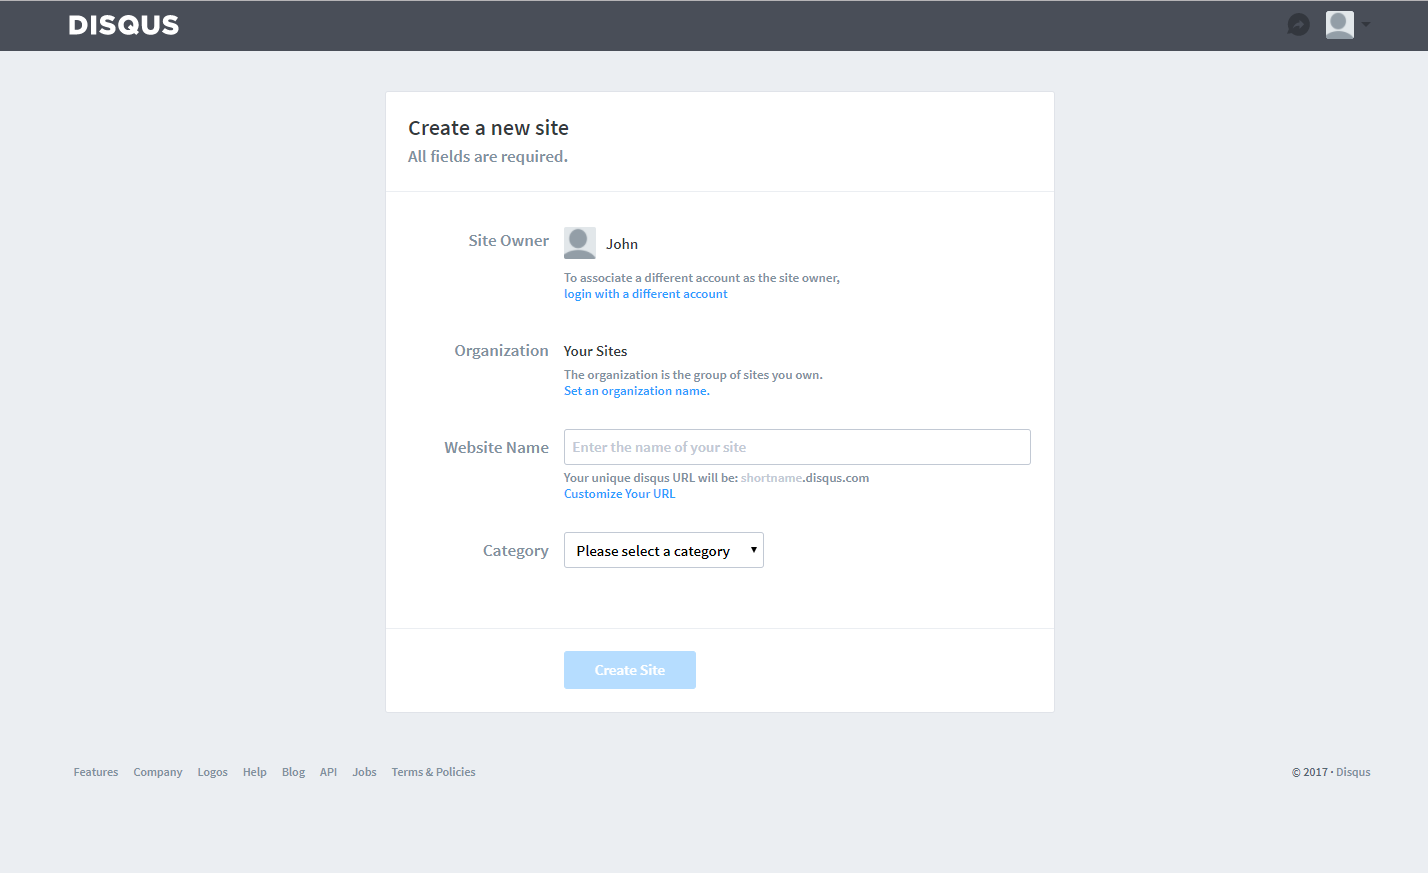 DISQUS
Create a new site
All fields are required.
Site Owner
John
To associate a different account as the site owner,
login with a different account
Organization
Your Sites
The organization is the group of sites you own.
Set an organization name.
Website Name
Enter the name of your site
Your unique disqus URL will be: shortname.disqus.com
Customize Your URL
Category
Please select a category
Create Site
Features Company Logos Help Blog API Jobs Terms & Policies
© 2017 · Disqus